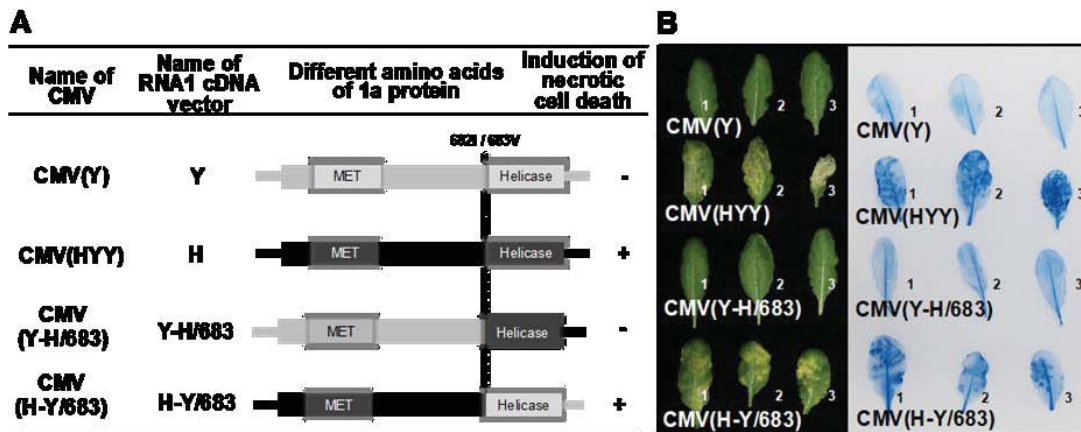 A
B
Name of CMV
Name of RNA1 cDNA vector
Different amino acids of 1a protein
Induction of necrotic cell death
682I / 683V
CMV(Y)
Y
MET
Helicase
-
CMV(HYY)
H
MET
Helicase
+
CMV
(Y-H/683)
Y-H/683
MET
Helicase
-
CMV
(H-Y/683)
H-Y/683
MET
Helicase
+
1 2 3
CMV(Y)
1 2 3
CMV(Y)
1 2 3
CMV(HYY)
1 2 3
CMV(HYY)
1 2 3
CMV(Y-H/683)
1 2 3
CMV(Y-H/683)
1 2 3
CMV(H-Y/683)
1 2 3
CMV(H-Y/683)